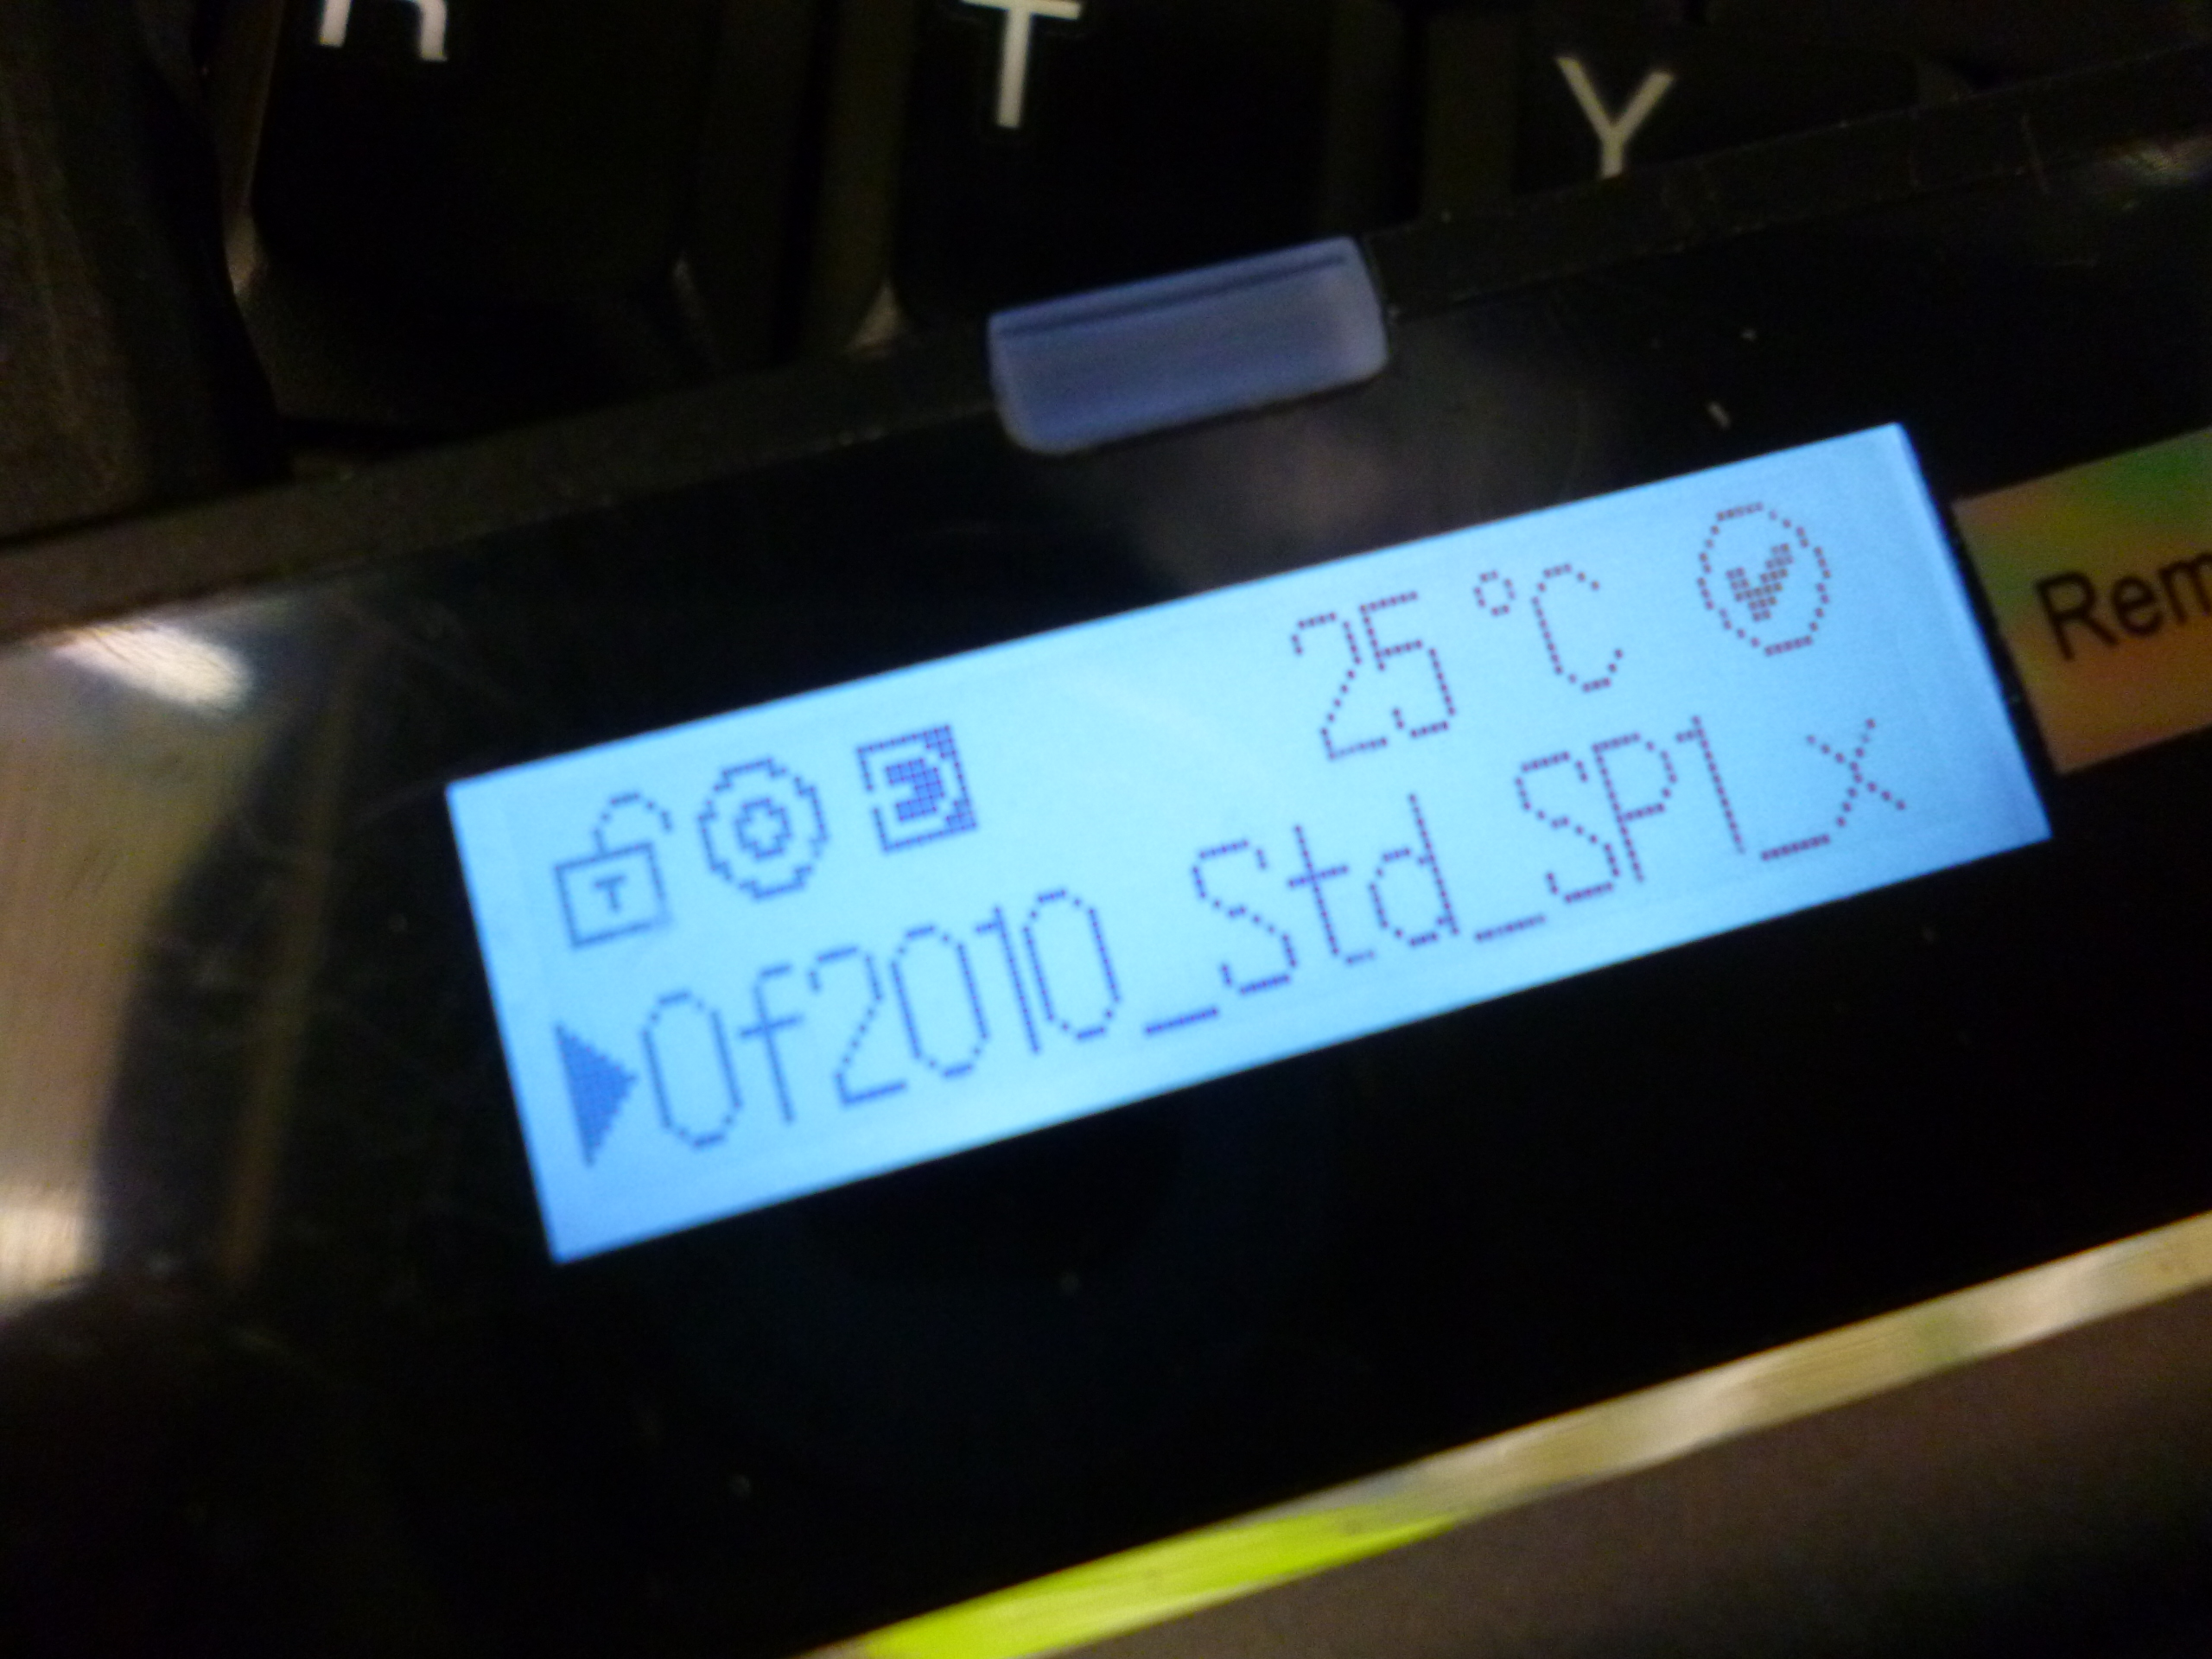 T Y
25°C
T
Of2010_Std_SP1_x
Rem